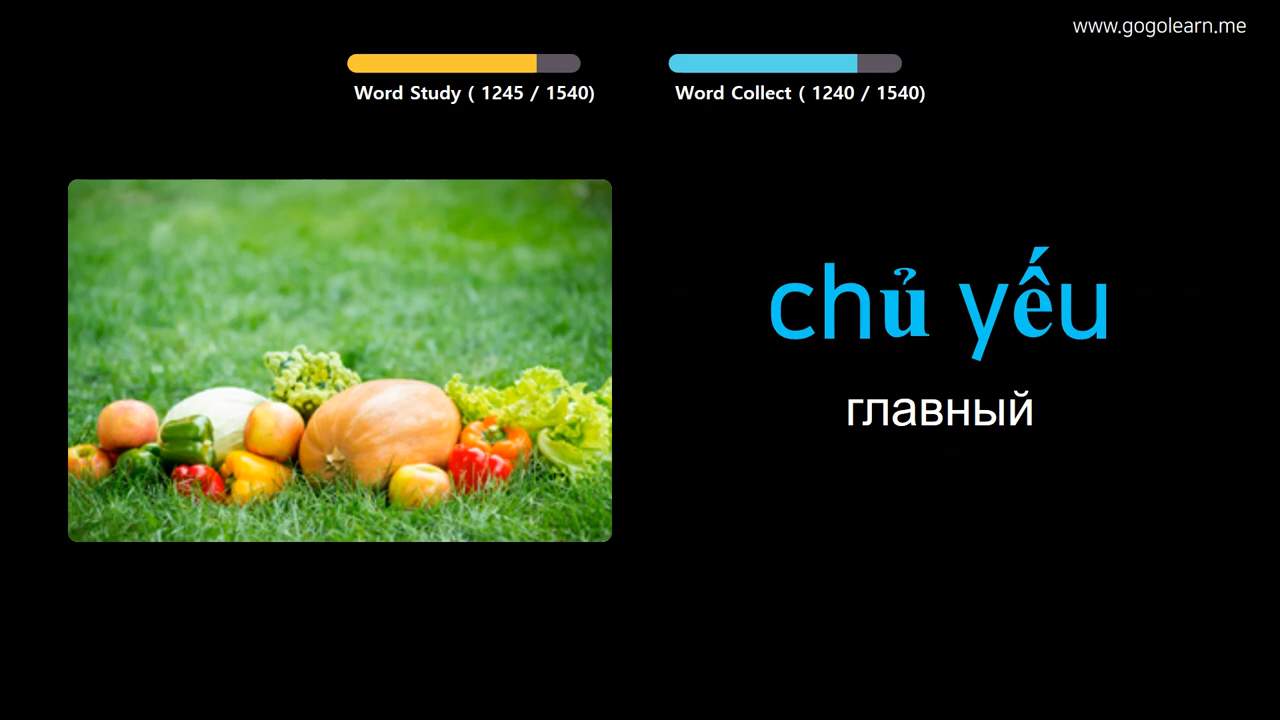 www.gogolearn.me
Word Study ( 1245 / 1540)
Word Collect ( 1240 / 1540)
chủ yếu
главный